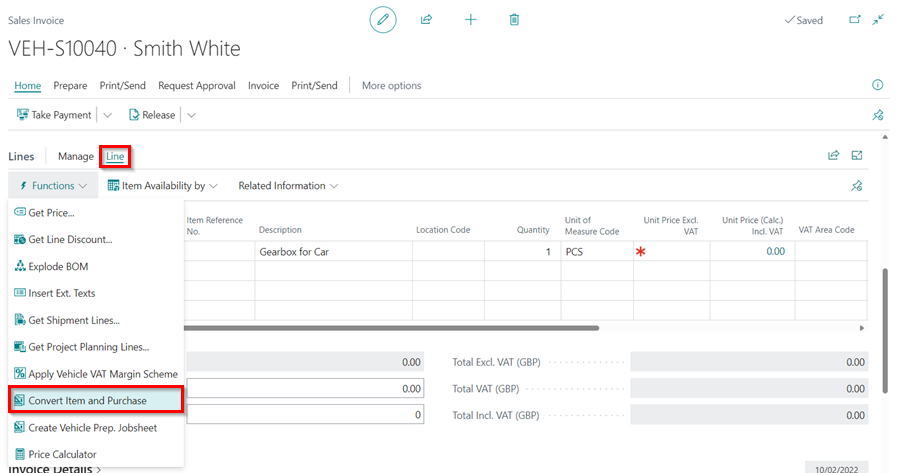 Sales Invoice
Saved
VEH-S10040 · Smith White
Home Prepare Print/Send Request Approval Invoice Print/Send More options
Take Payment Release
Lines Manage Line
Functions Item Availability by Related Information
Get Price...
Get Line Discount...
Explode BOM
Insert Ext. Texts
Get Shipment Lines...
Get Project Planning Lines...
Apply Vehicle VAT Margin Scheme
Convert Item and Purchase
Create Vehicle Prep. Jobsheet
Price Calculator
Item Reference
No.
Description
Location Code
Quantity
Unit of
Measure Code
Unit Price Excl.
VAT
Unit Price (Calc.)
Incl. VAT
VAT Area Code
Gearbox for Car 1 PCS * 0.00
0.00 Total Excl. VAT (GBP) 0.00
0.00 Total VAT (GBP) 0.00
0 Total Incl. VAT (GBP) 0.00
Invoice Details >
10/02/2022